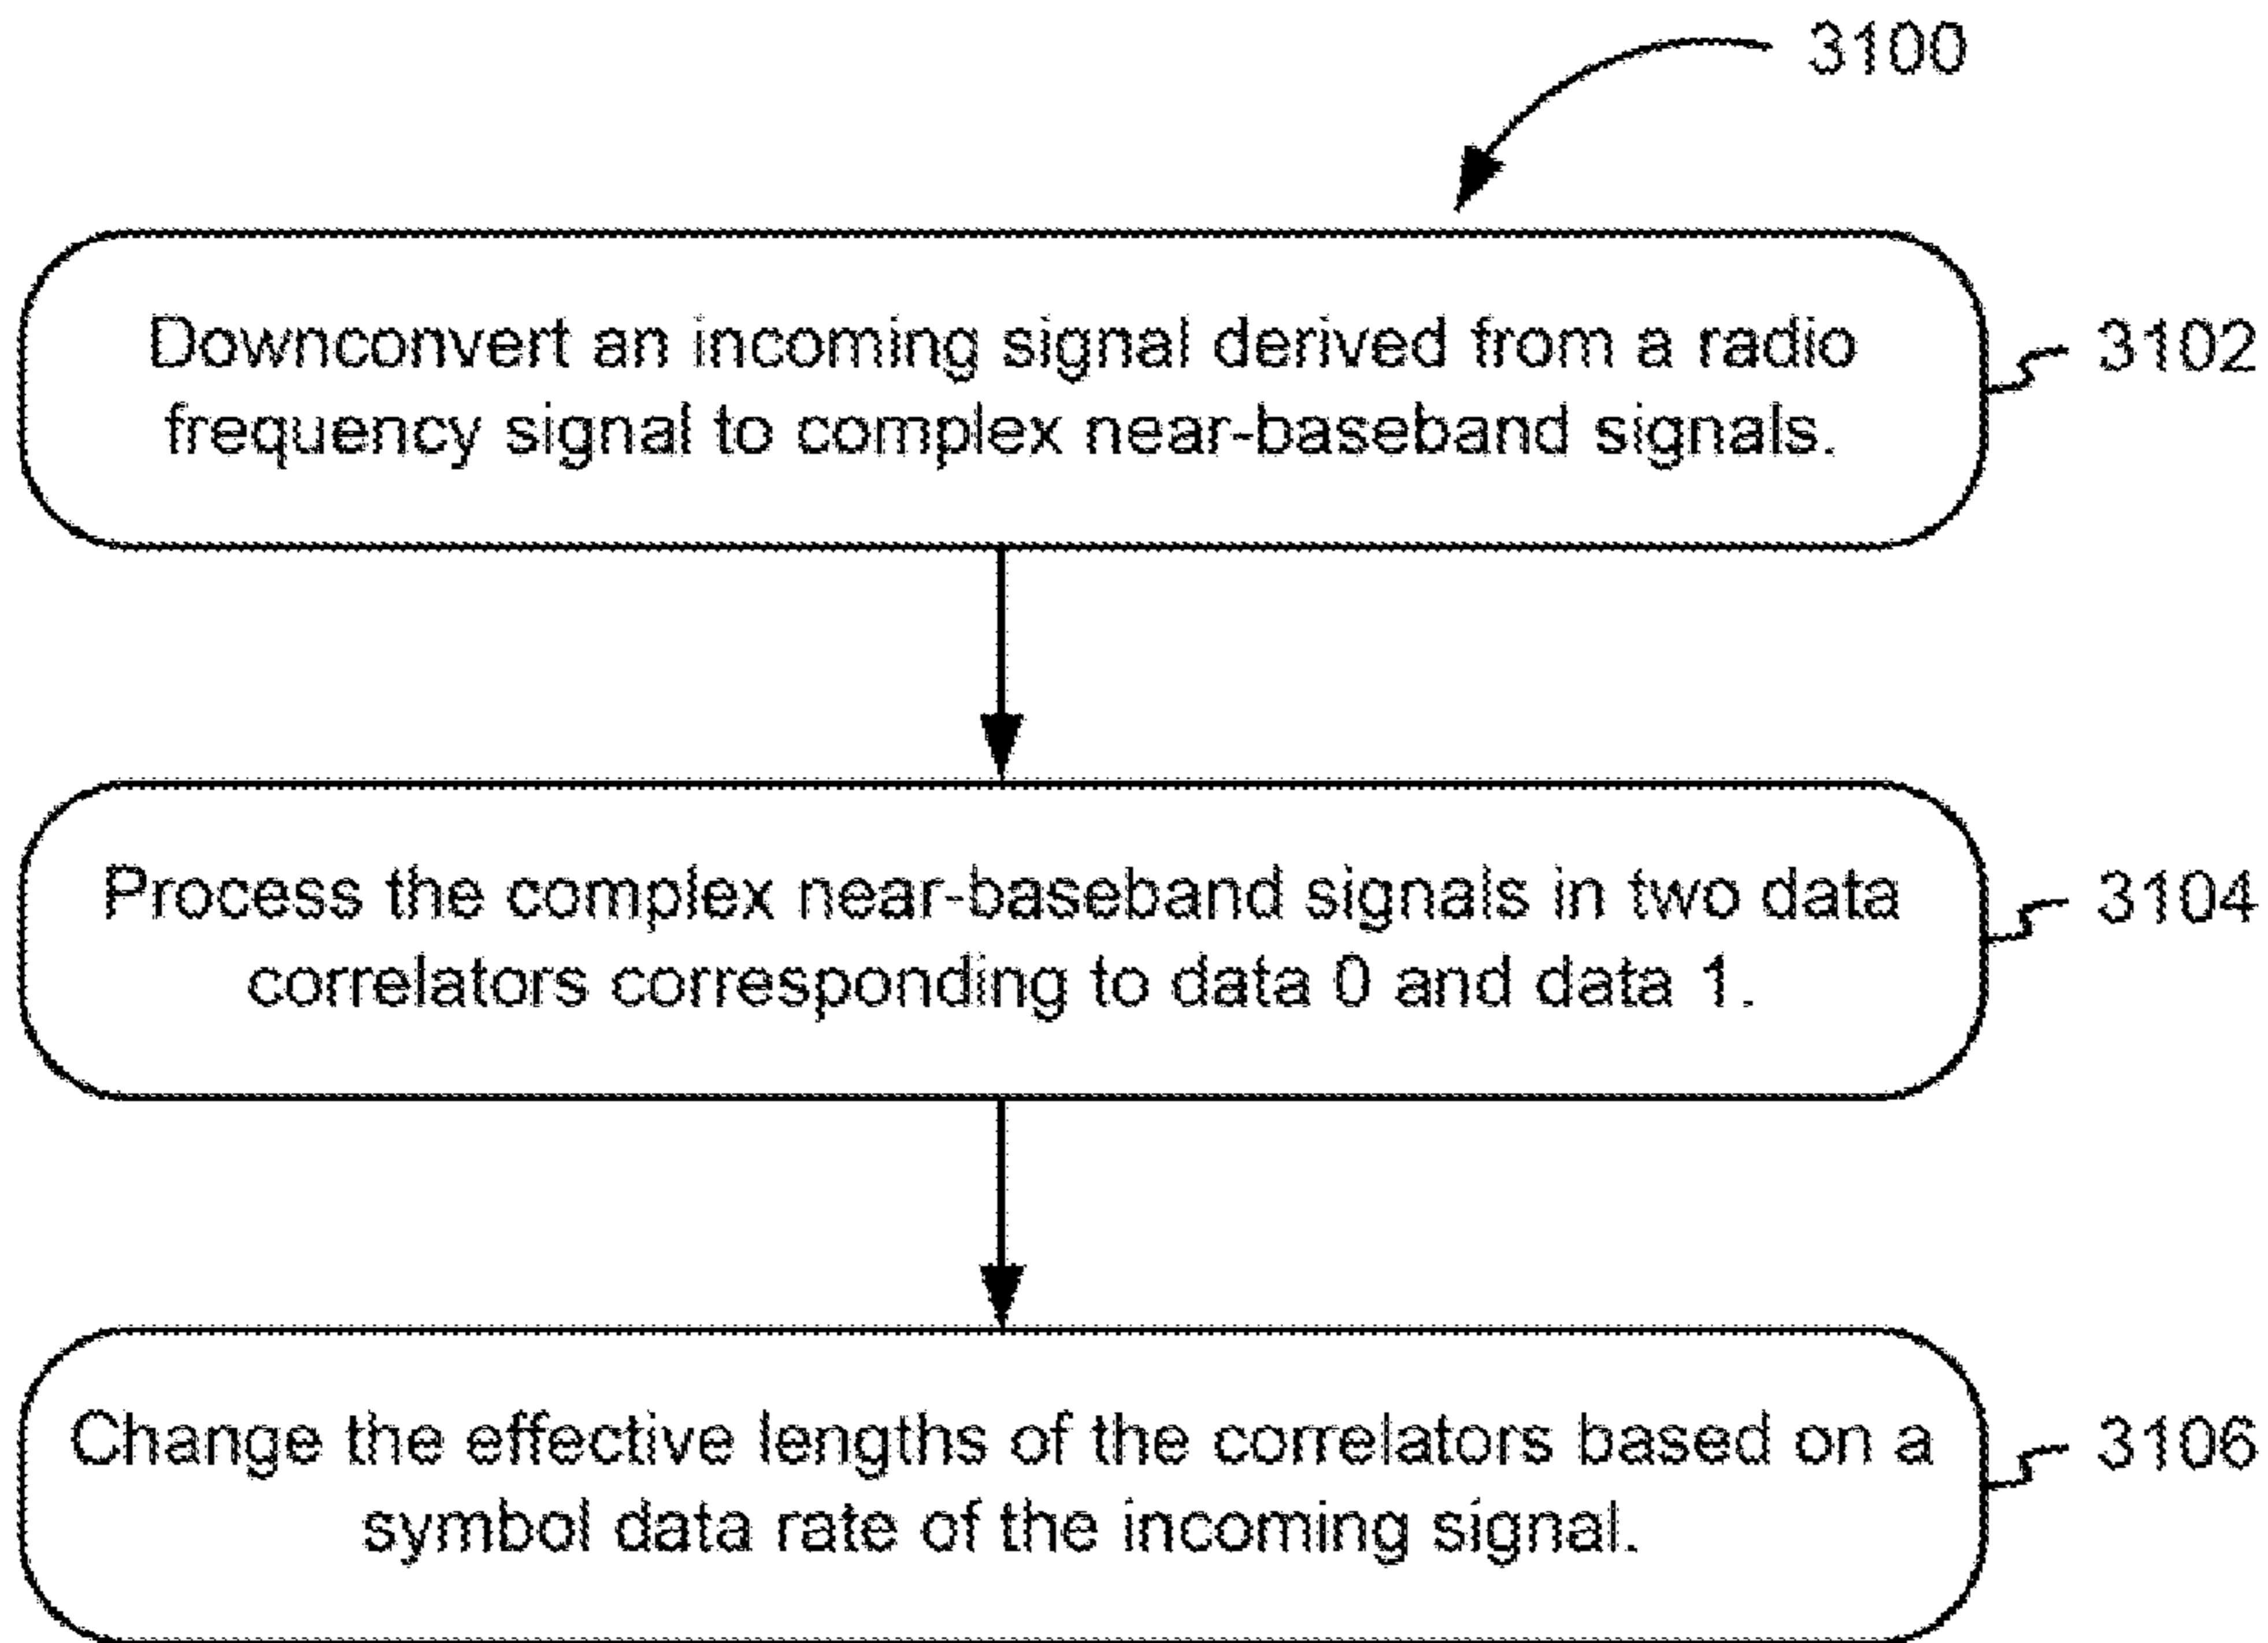 3100
Downconvert an incoming signal derived from a radio
frequency signal to complex near-baseband signals.
3102
Process the complex near-baseband signals in two data
correlators corresponding to data 0 and data 1.
3104
Change the effective lengths of the correlators based on a
symbol data rate of the incoming signal.
3106